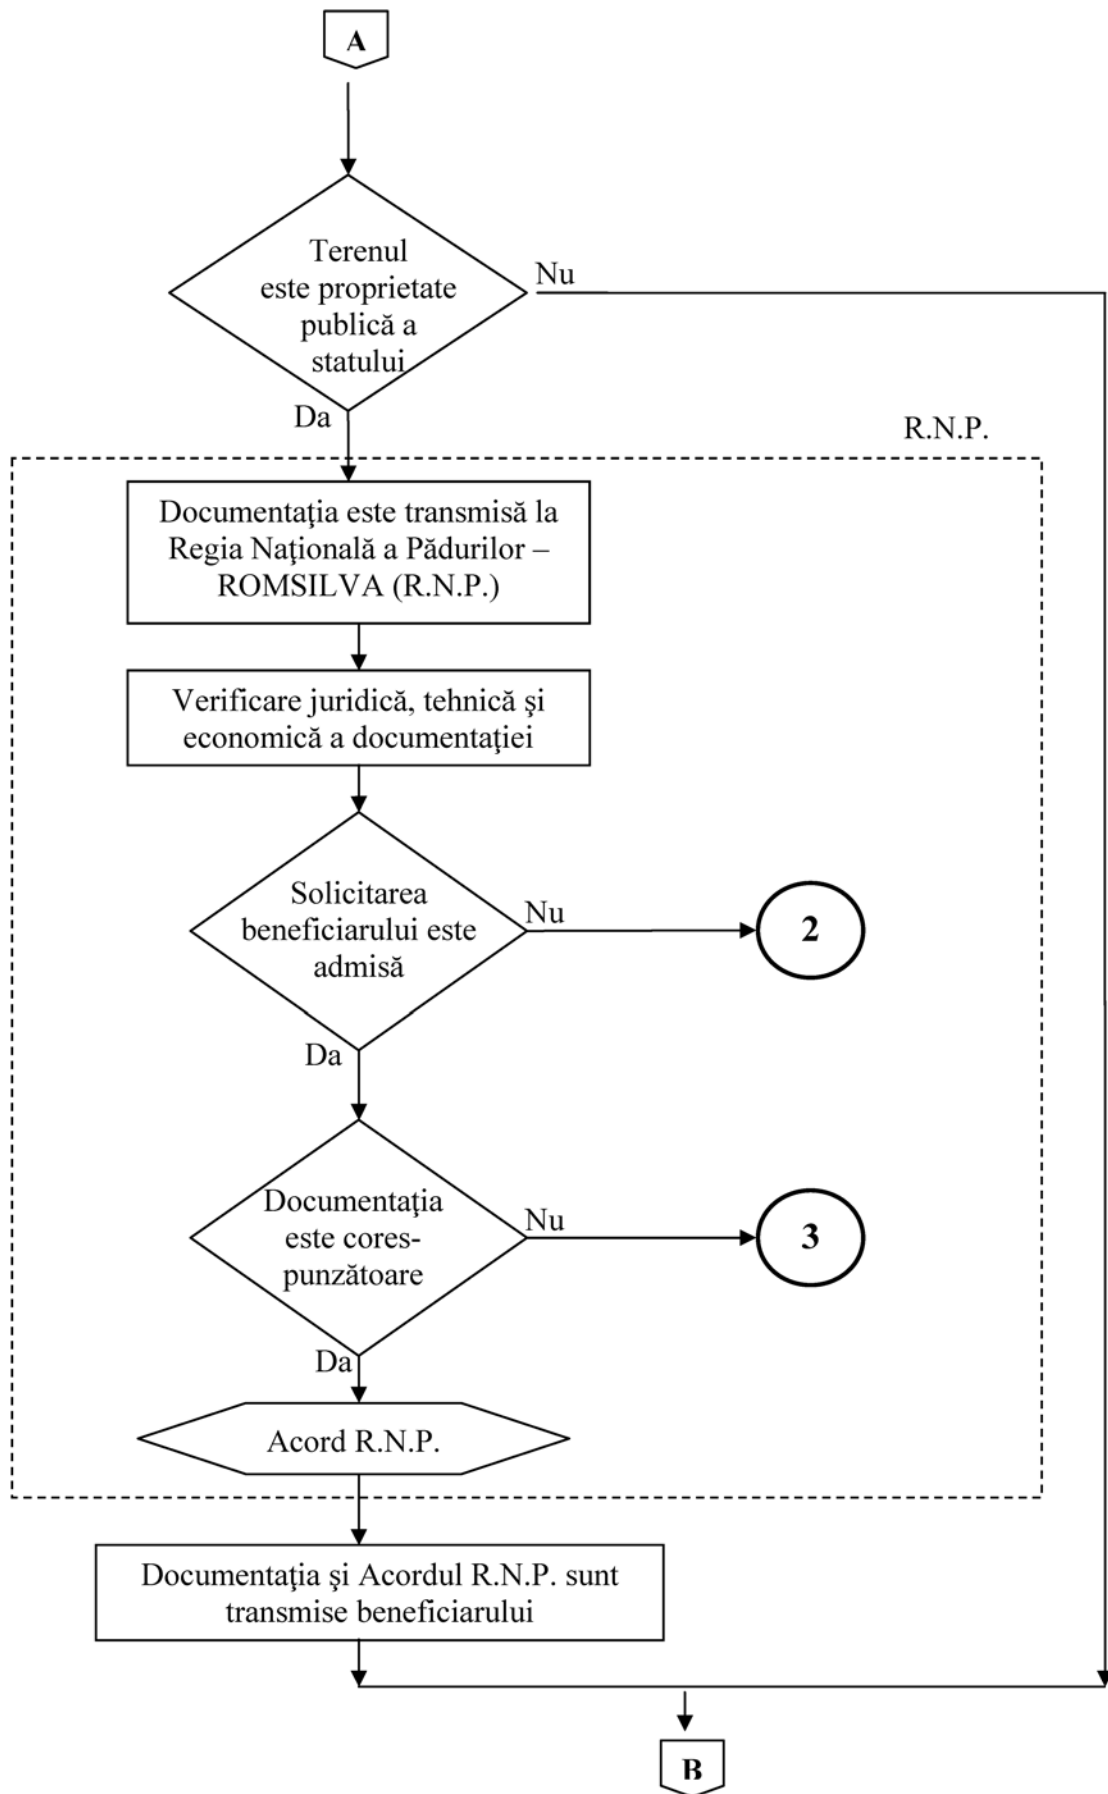 A
Terenul
este proprietate
publică a
statului
Nu
Da
R.N.P.
Documentaţia este transmisă la
Regia Naţională a Pădurilor –
ROMSILVA (R.N.P.)
Verificare juridică, tehnică şi
economică a documentaţiei
Solicitarea
beneficiarului este
admisă
Nu
2
Da
Documentaţia
este cores-
punzătoare
Nu
3
Da
Acord R.N.P.
Documentaţia şi Acordul R.N.P. sunt
transmise beneficiarului
B